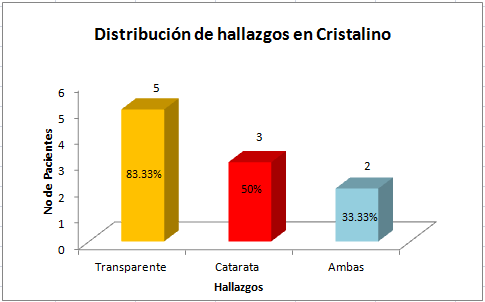 Distribución de hallazgos en Cristalino
No de Pacientes
6
5
4
3
2
1
0
5
3
2
83.33%
50%
33.33%
Transparente
Catarata
Ambas
Hallazgos